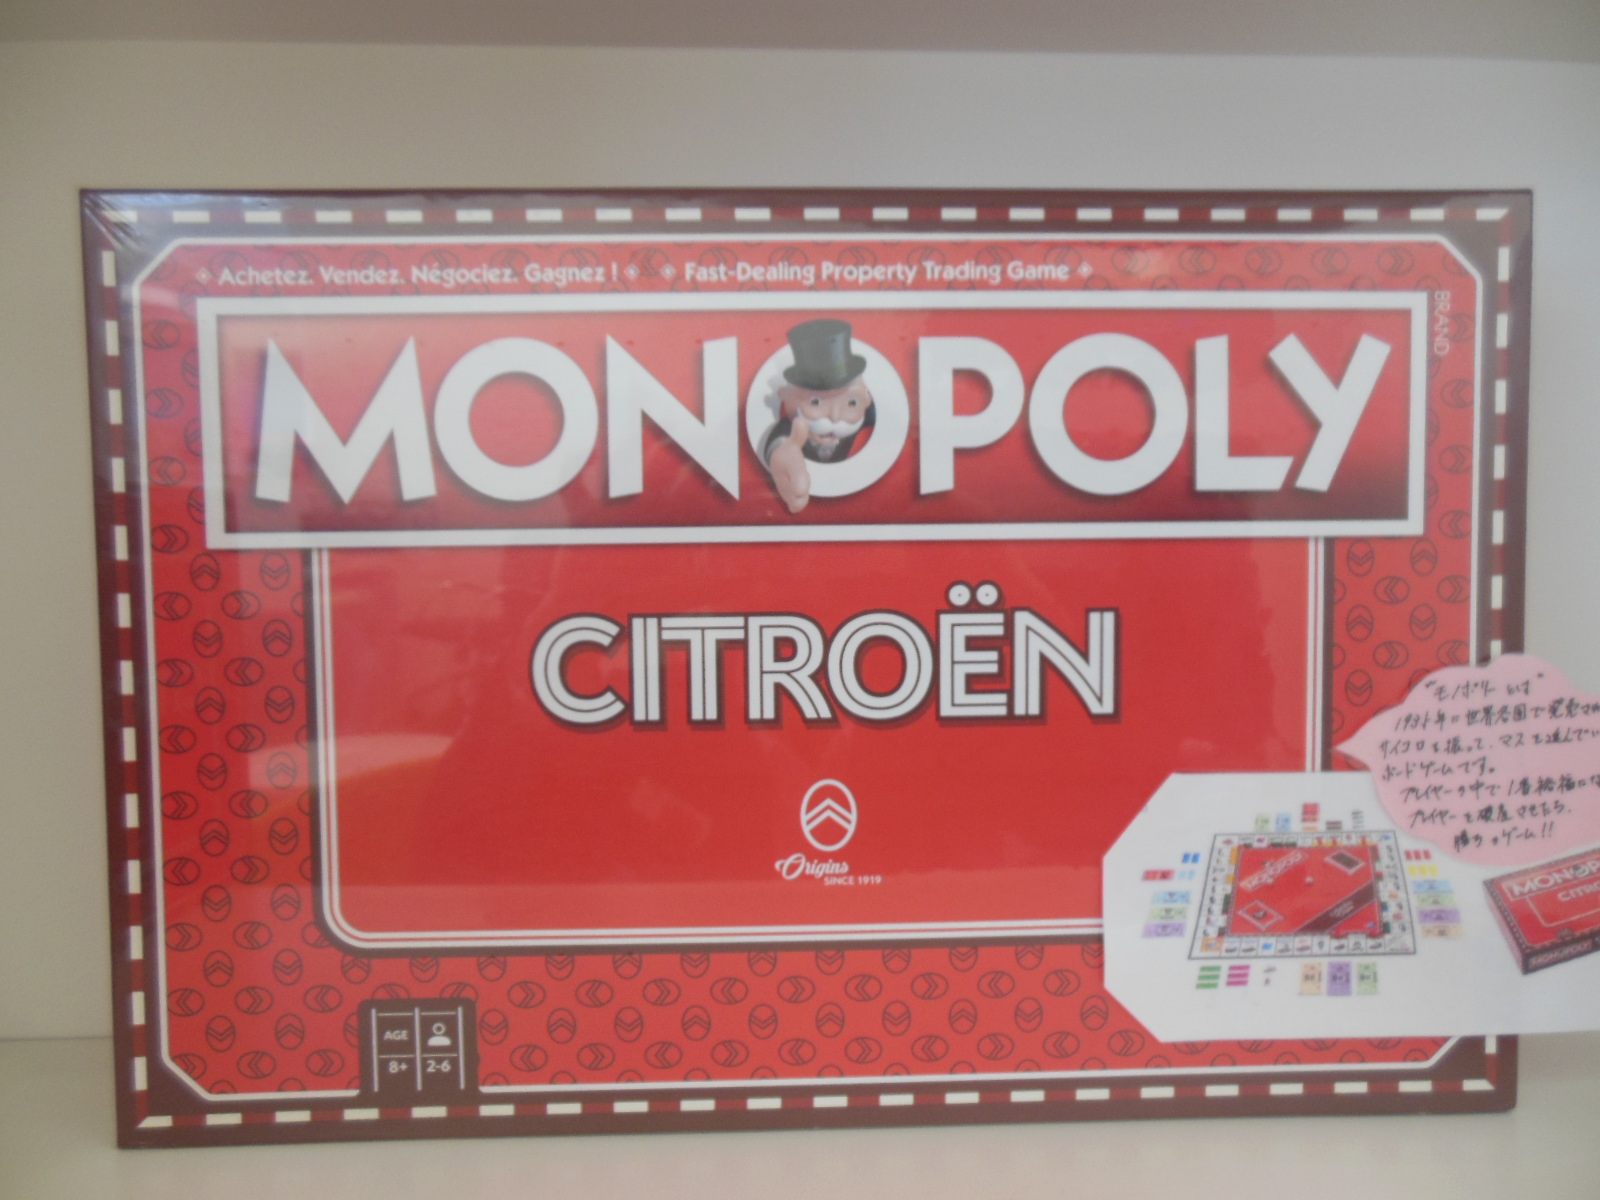 Achetez. Vendez. Négociez. Gagnez ! Fast-Dealing Property Trading Game
BRAND
MONOPOLY
CITROËN
Origins
SINCE 1919
AGE
8+ 2-6
"モノポリーとは"
1935年に世界各国で発売され
サイコロを振って、マスを進んでい
ボードゲームです。
プレイヤーの中で1番裕福にな
プレイヤーを破産させたら、
勝ちのゲーム!!
MONOPOLY
MONOP
CITRO
MONOPOLY